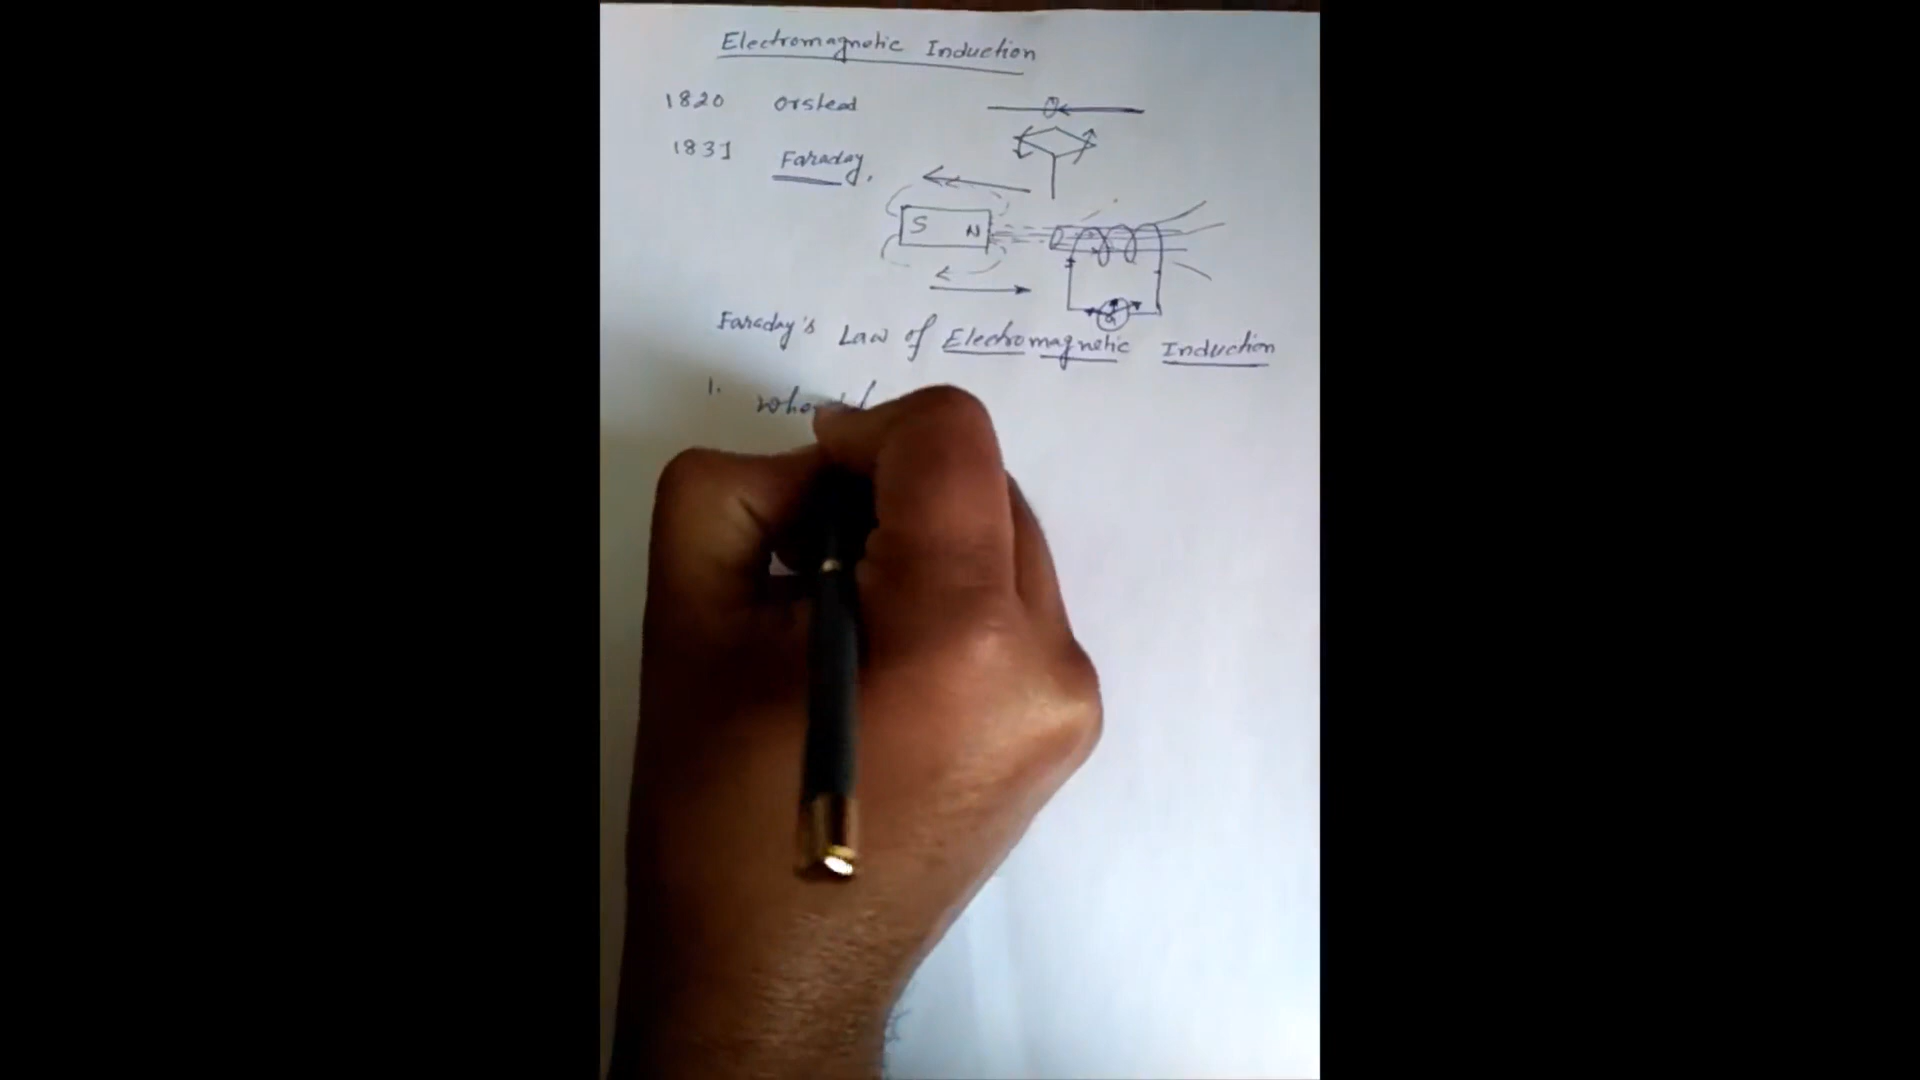 Electromagnetic Induction
1820 Orstead
1831 Faraday.
S N
G
Faraday's Law of Electromagnetic Induction
1.